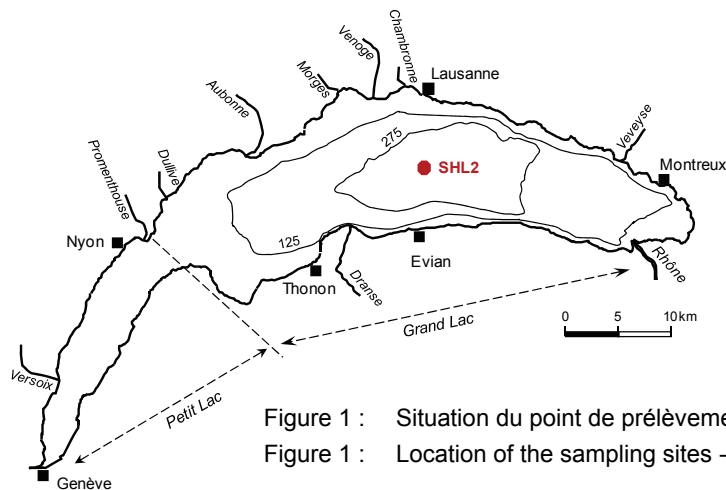 Chambronne
Venoge
Lausanne
Morges
Aubonne
275
SHL2
Veveyse
Montreux
Promenthouse
Dullive
Nyon
125
Evian
Rhône
Thonon
Dranse
Grand Lac
0 5 10 km
Versoix
Petit Lac
Figure 1 : Situation du point de prélèveme
Figure 1 : Location of the sampling sites -
Genève